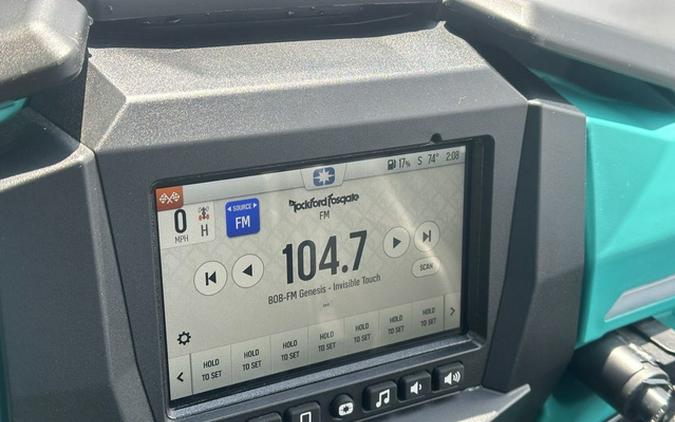 17% S 74° 2:08
0
MPH
H
SOURCE
FM
Rockford Fosgate
FM
104.7
BOB-FM Genesis - Invisible Touch
SCAN
HOLD TO SET
HOLD TO SET
HOLD TO SET
HOLD TO SET
HOLD TO SET
HOLD TO SET
HOLD TO SET